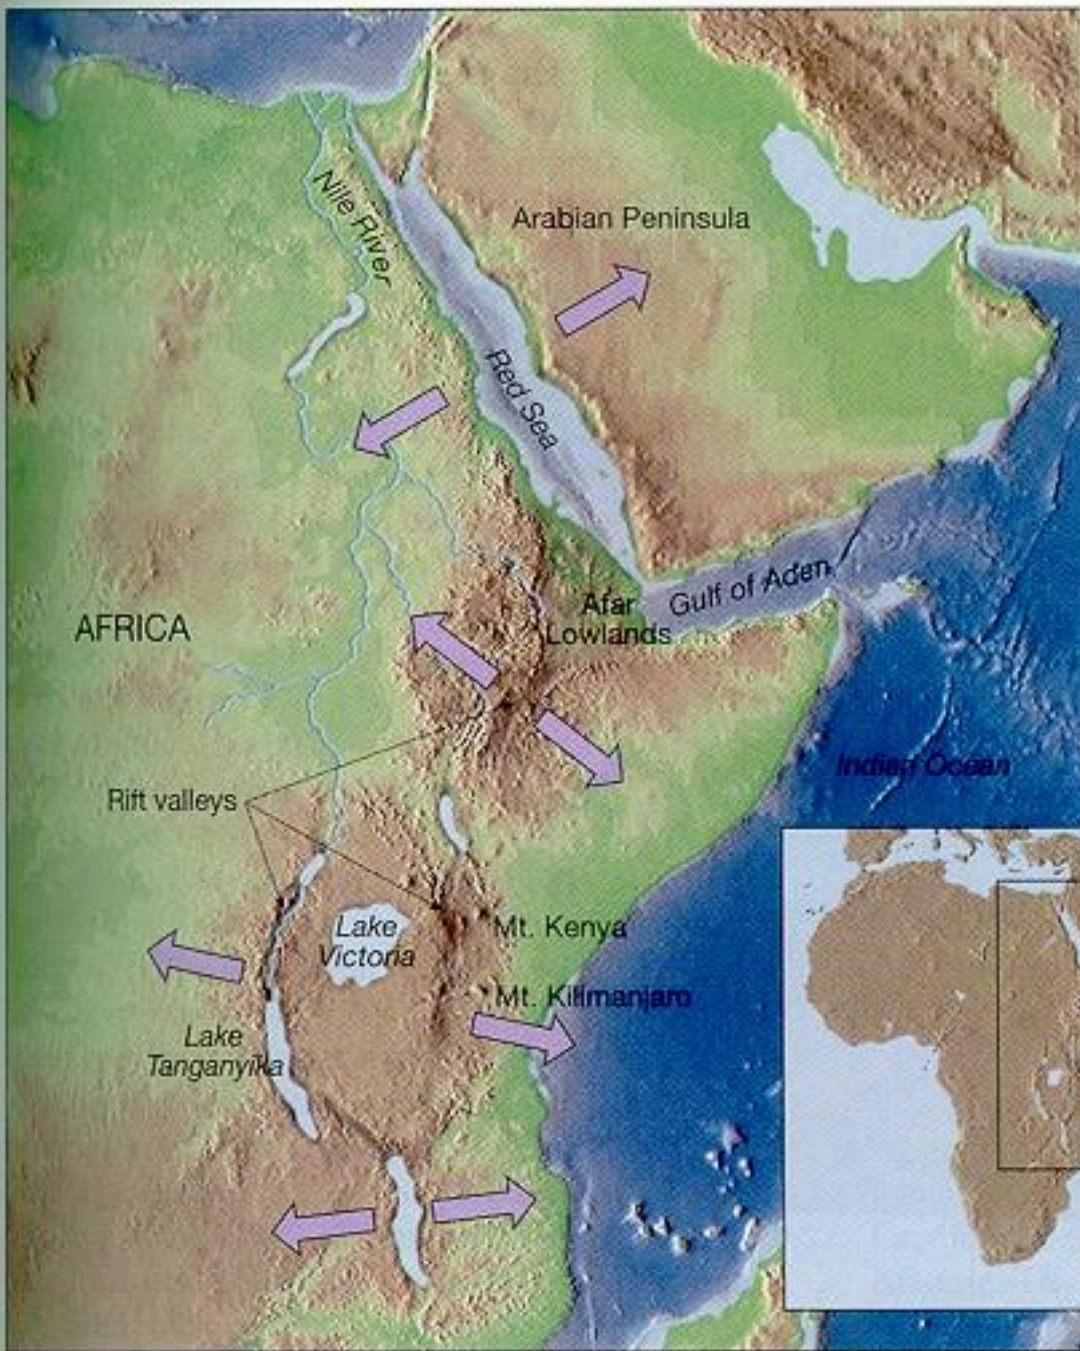 Nile River
Arabian Peninsula
Red Sea
AFRICA
Afar
Lowlands
Gulf of Aden
Indian Ocean
Rift valleys
Lake
Victoria
Mt. Kenya
Mt. Kilimanjaro
Lake
Tanganyika